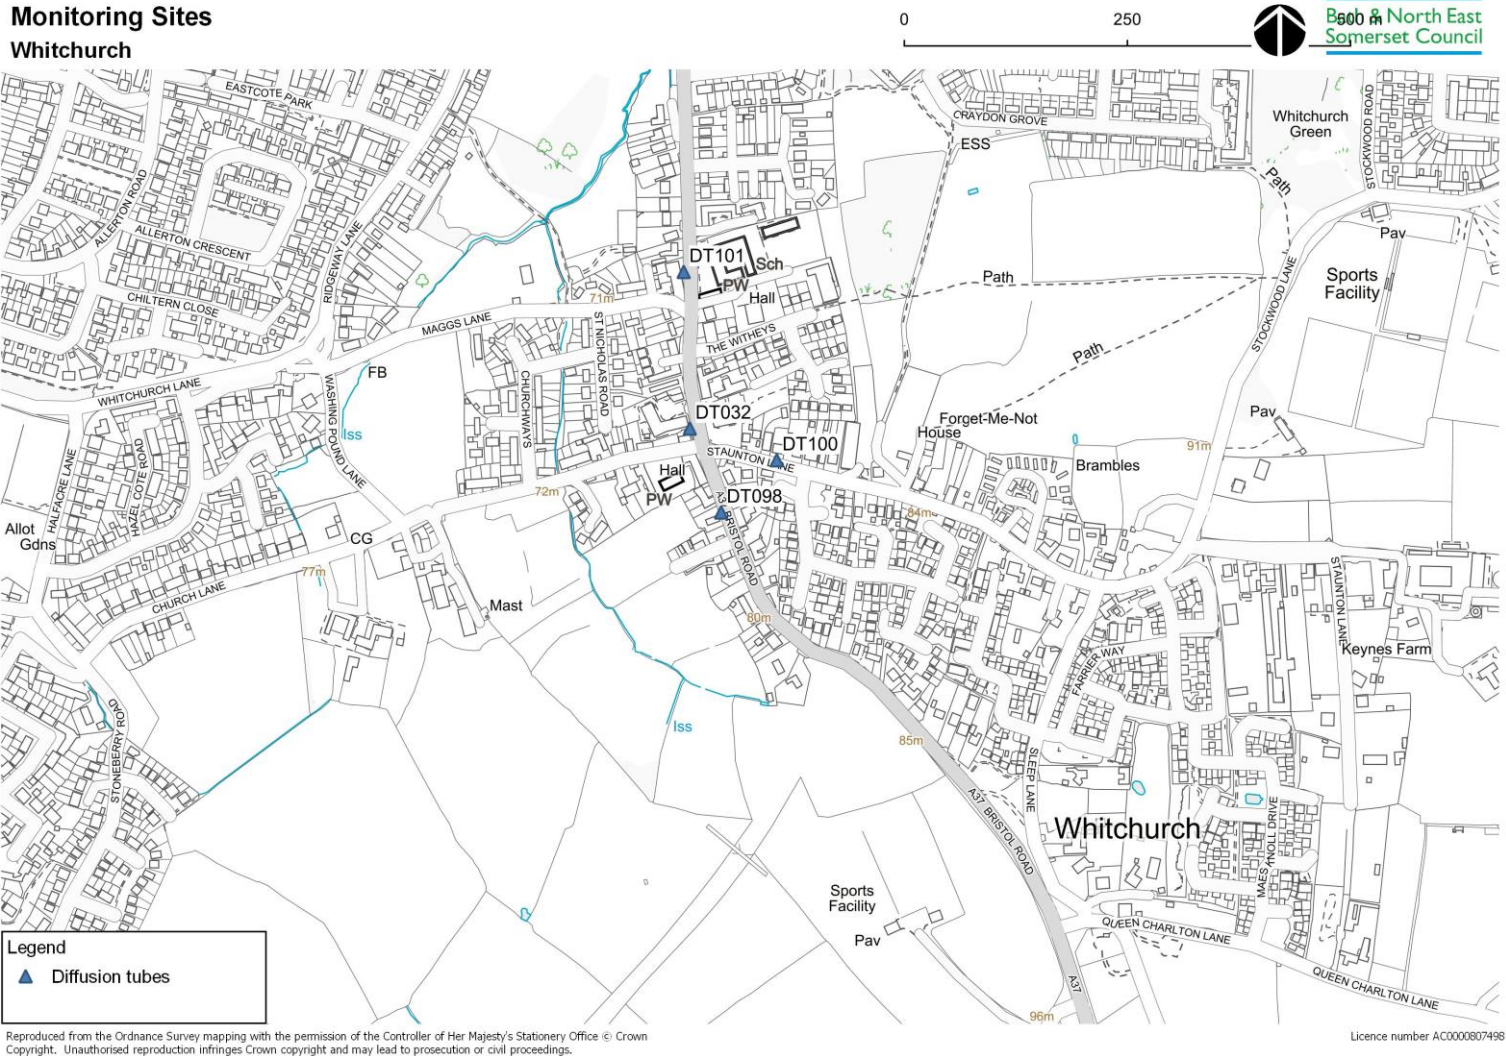 Monitoring Sites
Whitchurch
0
250
500 m
Bath & North East
Somerset Council
EASTCOTE PARK
CRAYDON GROVE
ESS
Whitchurch
Green
STOCKWOOD ROAD
Path
ALLERTON ROAD
ALLERTON CRESCENT
RIDGEWAY LANE
CHILTERN CLOSE
DT101
Sch
PW
Hall
Path
Pav
Sports
Facility
STOCKWOOD LANE
71m
MAGGS LANE
ST NICHOLAS ROAD
THE WITHEYS
Path
FB
WHITCHURCH LANE
WASHING POUND LANE
CHURCHWAYS
Iss
DT032
DT100
STAUNTON LANE
Forget-Me-Not
House
Pav
91m
Brambles
HALFACRE LANE
HAZEL COTE ROAD
Hall
PW
72m
DT098
A37 BRISTOL ROAD
84m
Allot
Gdns
CG
77m
CHURCH LANE
Mast
80m
STAUNTON LANE
Keynes Farm
FARRIER WAY
STONEBERRY ROAD
Iss
85m
SLEEP LANE
A37 BRISTOL ROAD
Whitchurch
MAES KNOLL DRIVE
Sports
Facility
Pav
QUEEN CHARLTON LANE
QUEEN CHARLTON LANE
A37
96m
Legend
Diffusion tubes
Reproduced from the Ordnance Survey mapping with the permission of the Controller of Her Majesty's Stationery Office © Crown
Copyright. Unauthorised reproduction infringes Crown copyright and may lead to prosecution or civil proceedings.
Licence number AC0000807498